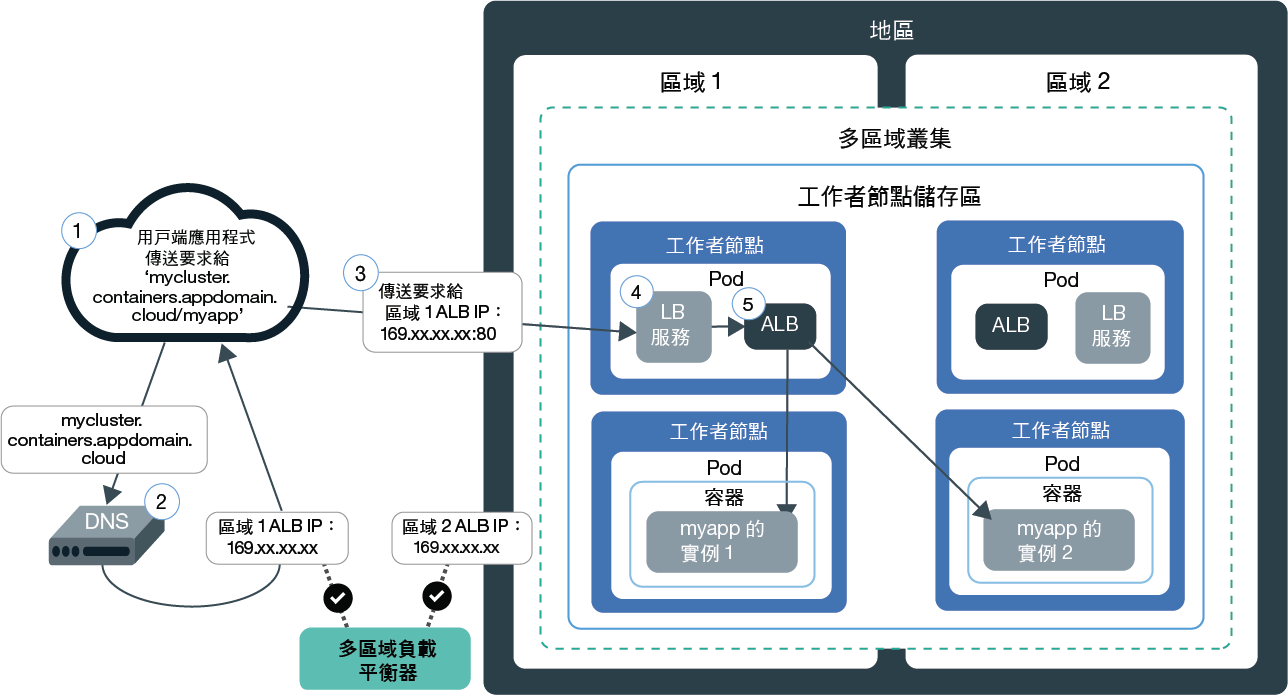 地區
區域 1
區域 2
多區域叢集
工作者節點儲存區
1
用戶端應用程式
傳送要求給
‘mycluster.
containers.appdomain.
cloud/myapp’
3
傳送要求給
區域 1 ALB IP：
169.xx.xx.xx:80
工作者節點
Pod
4
LB
服務
5
ALB
工作者節點
Pod
ALB
LB
服務
mycluster.
containers.appdomain.
cloud
2
DNS
區域 1 ALB IP：
169.xx.xx.xx
區域 2 ALB IP：
169.xx.xx.xx
工作者節點
Pod
容器
myapp 的
實例 1
工作者節點
Pod
容器
myapp 的
實例 2
多區域負載
平衡器